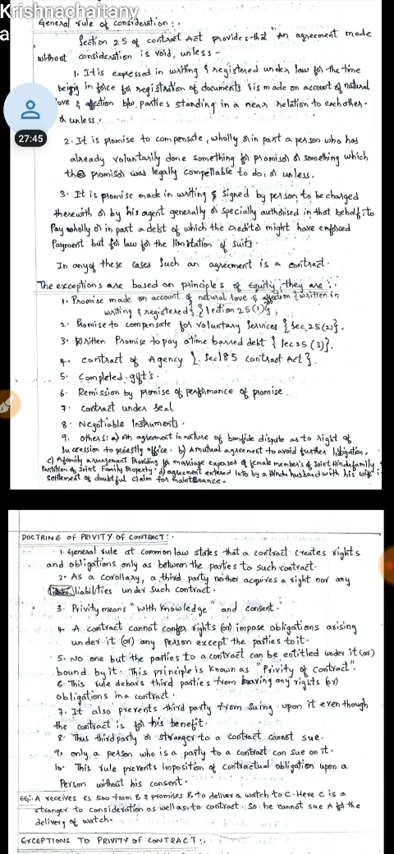 Krishnachaitany
a
27:45
General rule of consideration :.
Section 25 of contract Act provides that "An agreement made
without consideration is void, unless -
1. It is expressed in writing & registered under law for the time
being in force for registration of documents & is made on account of natural
love & affection b/w parties standing in a near relation to each other.
or unless.
2. It is promise to compensate, wholly or in part a person who has
already voluntarily done something for promisor or something which
the promisor was legally compellable to do; or unless.
3. It is promise made in writing & signed by person to be charged
therewith or by his agent generally or specially authorised in that behalf, to
pay wholly or in part a debt of which the creditor might have enforced
payment but for law for the limitation of suits.
In any of these cases such an agreement is a contract.
The exceptions are based on principles of equity, they are :.
1. Promise made on account of natural love & affection {written in
writing & registered} {Section 25(1)};
2. Promise to compensate for voluntary services {Sec 25(2)}.
3. Written Promise to pay a time barred debt {Sec 25 (3)}.
4. contract of Agency {Sec 185 contract Act}.
5. Completed gifts.
6. Remission by promise of performance of promise.
7. Contract under seal
8. Negotiable Instruments.
9. others: a) An agreement in nature of bonfide dispute as to right of
succession to priestly office. b) A mutual agreement to avoid further litigation,
c) A family arrangement Providing for marriage expenses of female member's of Joint Hindu family
Partition of Joint Family Property. d) agreement entered into by a Hindu husband with his wife
settlement of doubtful claim for maintenance.
DOCTRINE OF PRIVITY OF CONTRACT :.
1. General rule at common law states that a contract creates rights
and obligations only as between the parties to such contract.
2. As a corollary, a third party neither acquires a right nor any
liabilities under such contract.
3. Privity means "with knowledge" and consent.
4. A contract cannot confer rights (or) impose obligations arising
under it (or) any person except the parties to it.
5. No one but the parties to a contract can be entitled under it (or)
bound by it. This principle is known as "Privity of Contract".
6. This rule debars third parties from having any rights (or)
obligations in a contract.
7. It also prevents third party from suing upon it even though
the contract is for his benefit.
8. Thus third party or stranger to a contract cannot sue.
9. only a person who is a party to a contract can sue on it.
10. This rule prevents imposition of contractual obligation upon a
Person without his consent.
Eg:- A receives Rs 500 from B & promises B to deliver a watch to C. Here C is a
stranger to consideration as well as to contract. So he cannot sue A for the
delivery of watch.
EXCEPTIONS TO PRIVITY OF CONTRACT :.